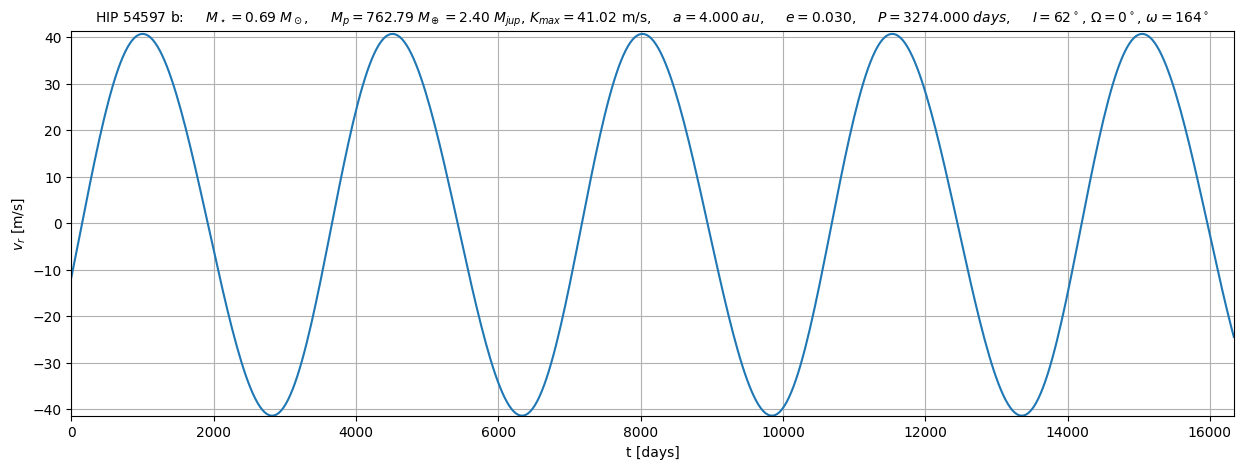 HIP 54597 b: M⋆ = 0.69 M⊙, Mp = 762.79 M⊕ = 2.40 Mjup, Kmax = 41.02 m/s, a = 4.000 au, e = 0.030, P = 3274.000 days, I = 62°, Ω = 0°, ω = 164°
40
30
20
10
0
−10
−20
−30
−40
vr [m/s]
0 2000 4000 6000 8000 10000 12000 14000 16000
t [days]